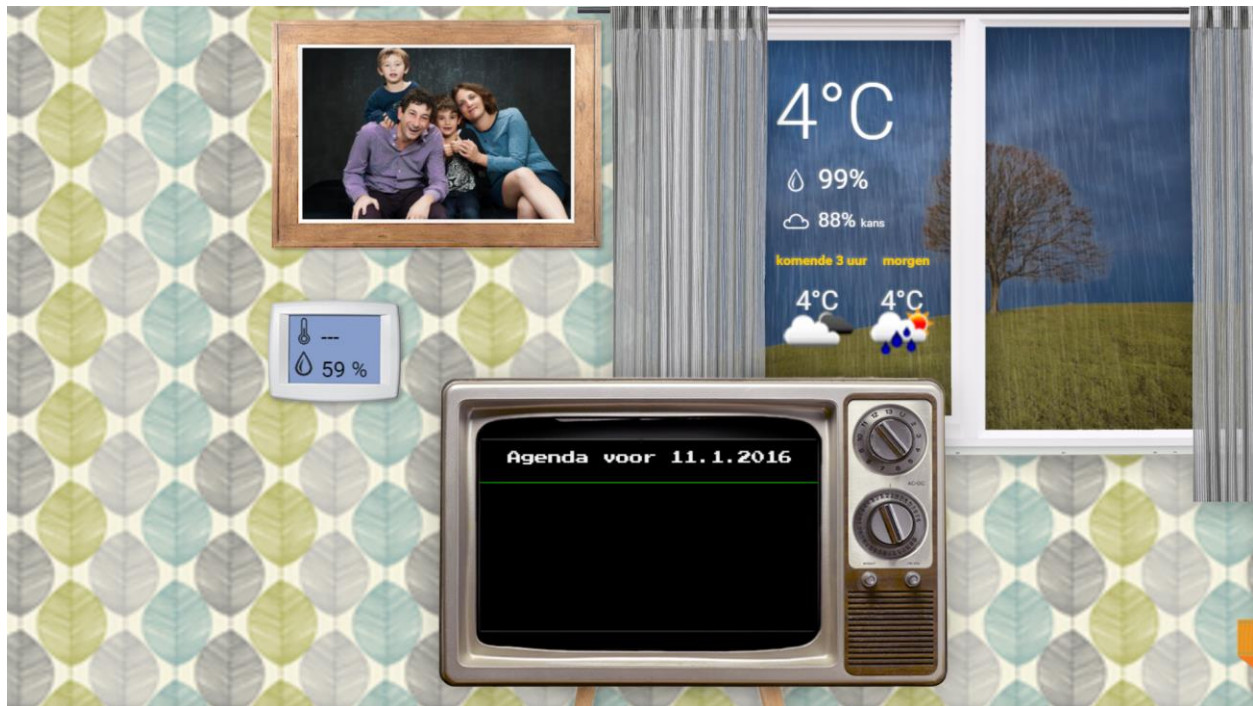 4°C
99%
88% kans
komende 3 uur morgen
4°C 4°C
---
59 %
Agenda voor 11.1.2016